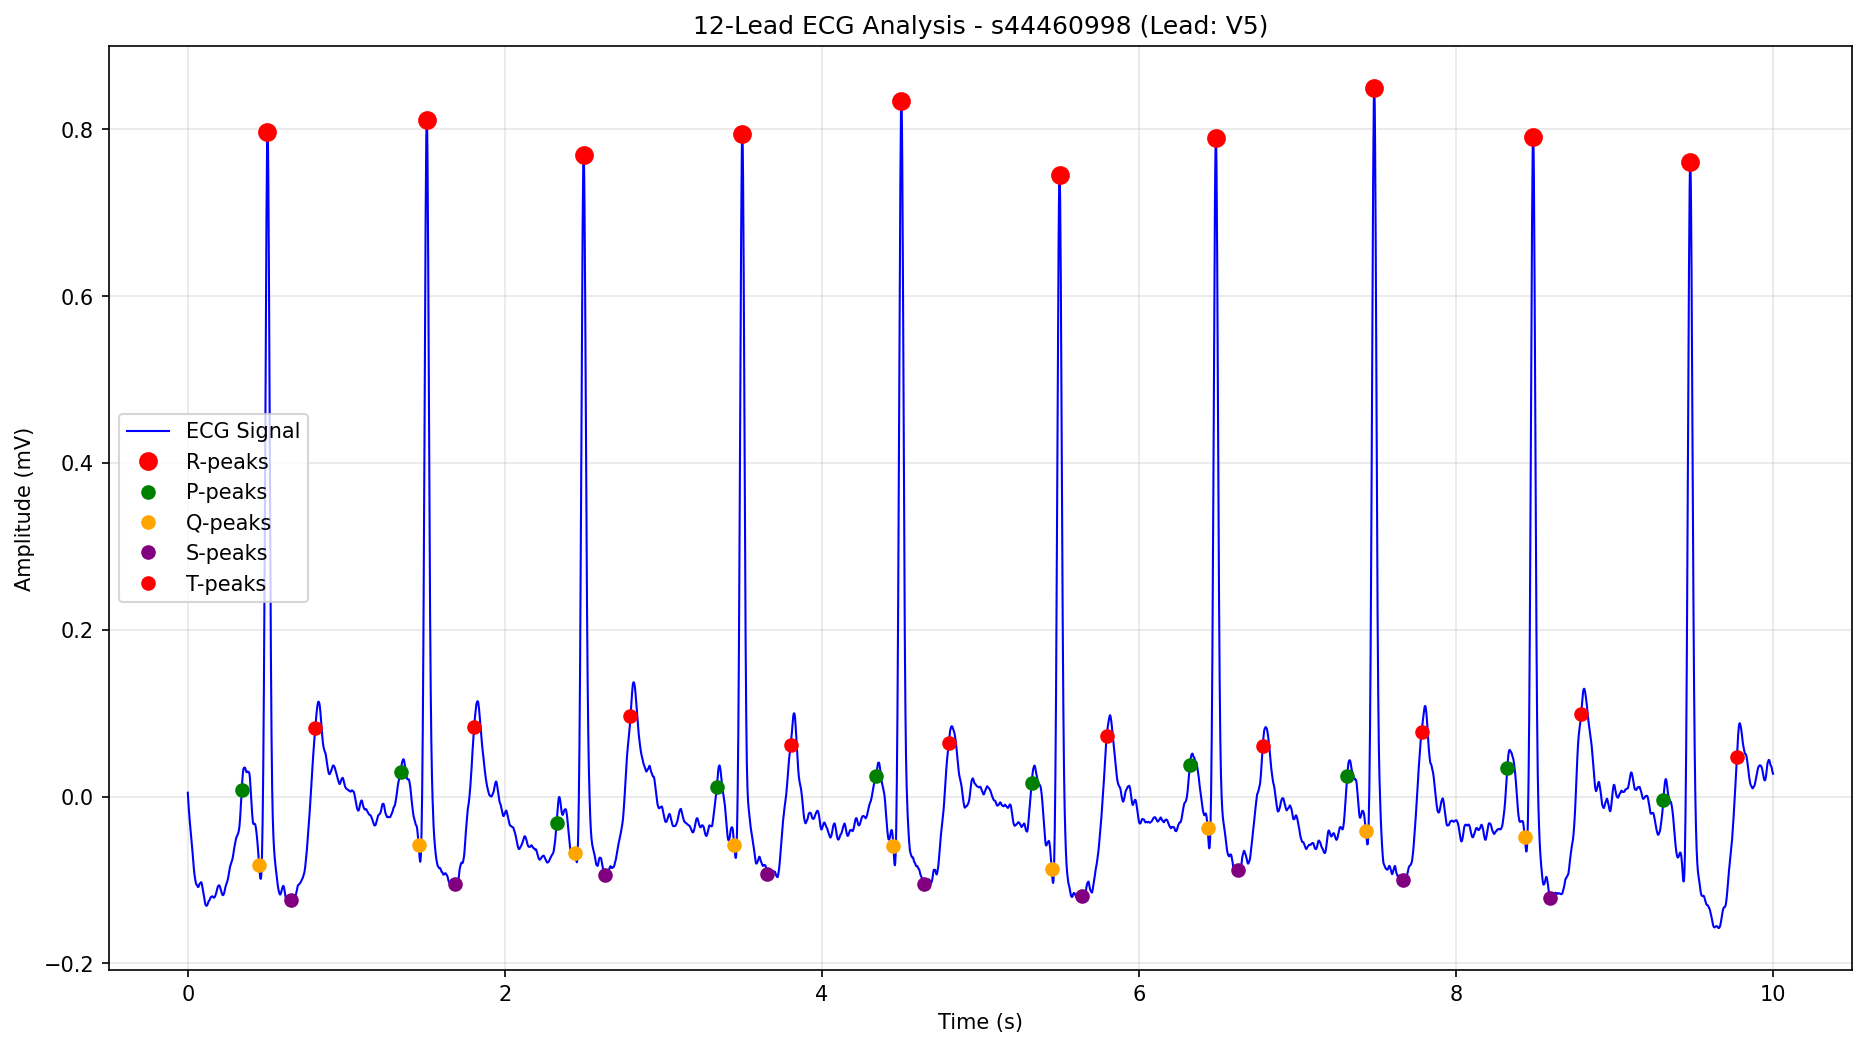 12-Lead ECG Analysis - s44460998 (Lead: V5)
Amplitude (mV)
0.8
0.6
0.4
0.2
0.0
−0.2
ECG Signal
R-peaks
P-peaks
Q-peaks
S-peaks
T-peaks
0 2 4 6 8 10
Time (s)